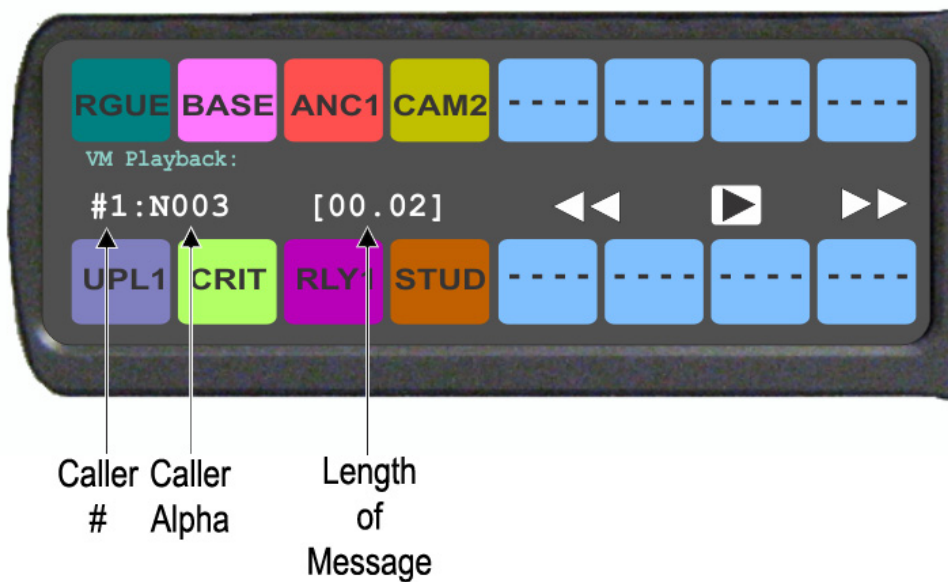 RGUE BASE ANC1 CAM2 ---- ---- ---- ----
VM Playback:
#1:N003 [00.02]
UPL1 CRIT RLY1 STUD ---- ---- ---- ----
Caller Caller Length
# Alpha of
Message